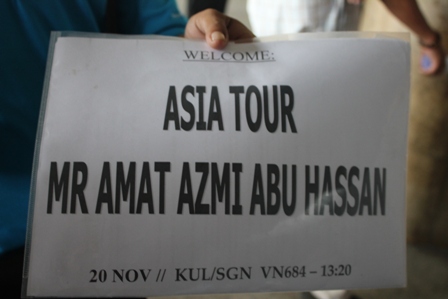 WELCOME:
ASIA TOUR
MR AMAT AZMI ABU HASSAN
20 NOV // KUL/SGN VN684 – 13:20